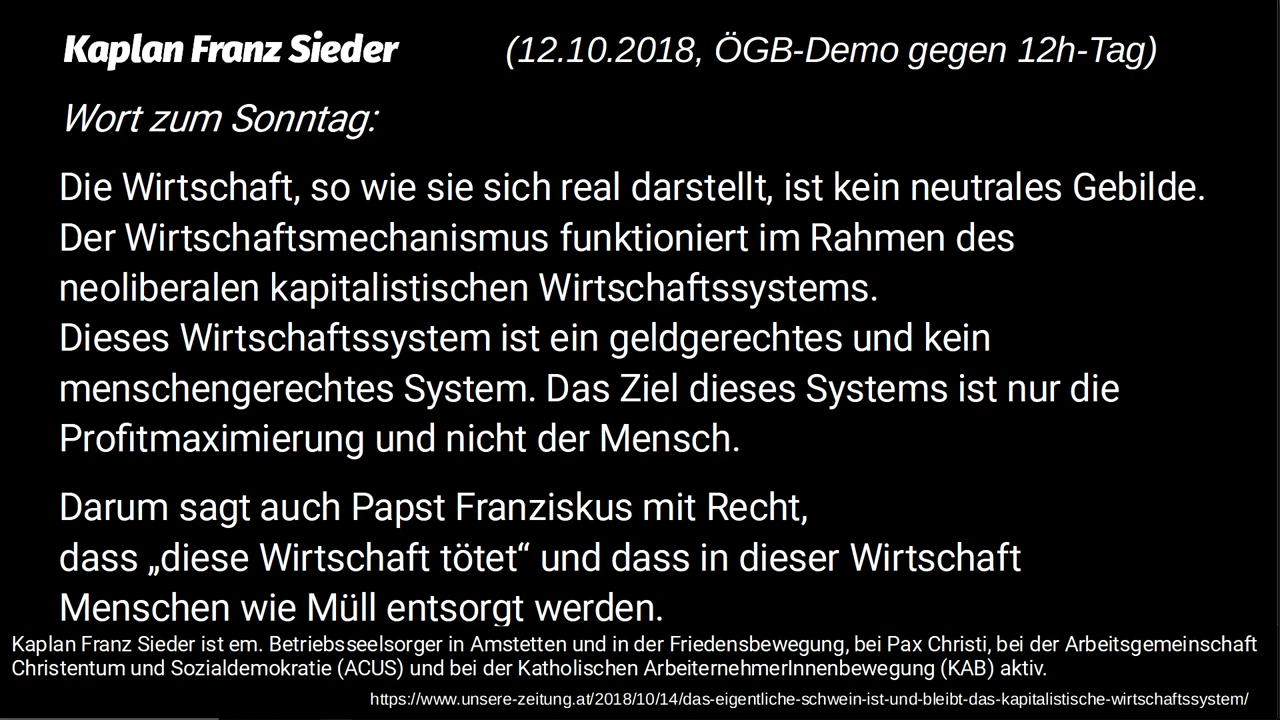 Kaplan Franz Sieder (12.10.2018, ÖGB-Demo gegen 12h-Tag)
Wort zum Sonntag:
Die Wirtschaft, so wie sie sich real darstellt, ist kein neutrales Gebilde.
Der Wirtschaftsmechanismus funktioniert im Rahmen des
neoliberalen kapitalistischen Wirtschaftssystems.
Dieses Wirtschaftssystem ist ein geldgerechtes und kein
menschengerechtes System. Das Ziel dieses Systems ist nur die
Profitmaximierung und nicht der Mensch.
Darum sagt auch Papst Franziskus mit Recht,
dass „diese Wirtschaft tötet“ und dass in dieser Wirtschaft
Menschen wie Müll entsorgt werden.
Kaplan Franz Sieder ist em. Betriebsseelsorger in Amstetten und in der Friedensbewegung, bei Pax Christi, bei der Arbeitsgemeinschaft
Christentum und Sozialdemokratie (ACUS) und bei der Katholischen ArbeiternehmerInnenbewegung (KAB) aktiv.
https://www.unsere-zeitung.at/2018/10/14/das-eigentliche-schwein-ist-und-bleibt-das-kapitalistische-wirtschaftssystem/